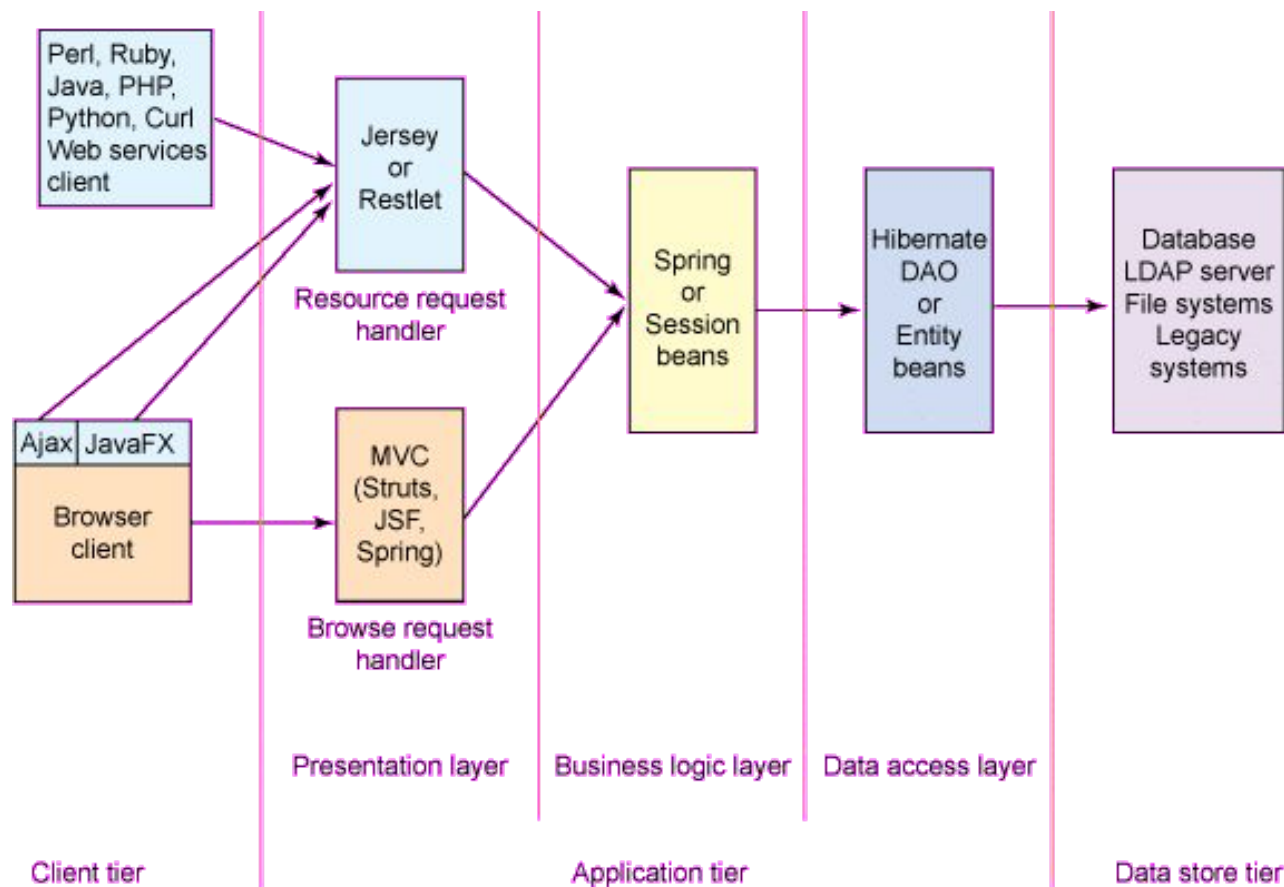 Perl, Ruby,
Java, PHP,
Python, Curl
Web services
client
Jersey
or
Restlet
Resource request
handler
Ajax
JavaFX
Browser
client
MVC
(Struts,
JSF,
Spring)
Browse request
handler
Spring
or
Session
beans
Hibernate
DAO
or
Entity
beans
Database
LDAP server
File systems
Legacy
systems
Presentation layer
Business logic layer
Data access layer
Client tier
Application tier
Data store tier